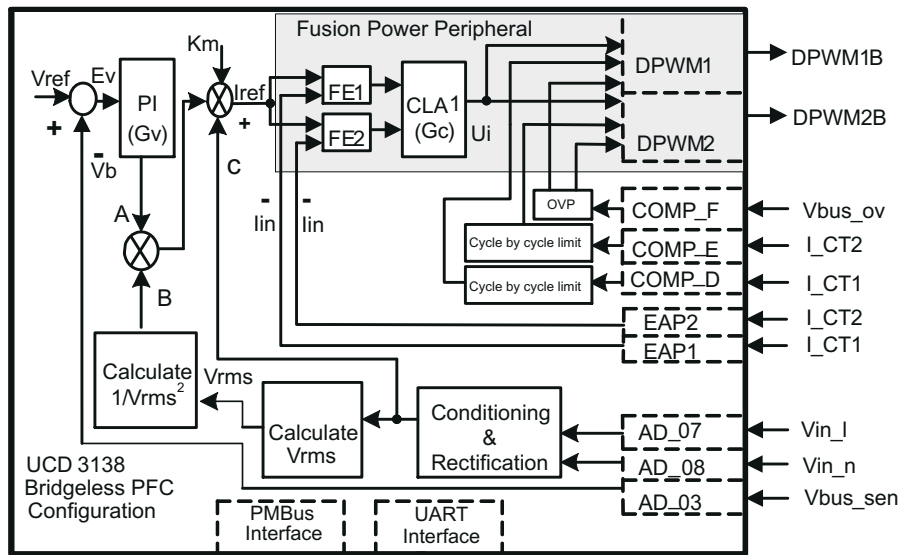 Fusion Power Peripheral
Km
Vref
Ev
PI
(Gv)
Iref
+
+
-
Vb
A
B
C
FE1
FE2
CLA1
(Gc)
Ui
DPWM1
DPWM2
DPWM1B
DPWM2B
-
Iin
-
Iin
OVP
COMP_F
Vbus_ov
Cycle by cycle limit
COMP_E
I_CT2
Cycle by cycle limit
COMP_D
I_CT1
EAP2
I_CT2
EAP1
I_CT1
Calculate
1/Vrms²
Vrms
Calculate
Vrms
Conditioning
&
Rectification
AD_07
Vin_l
AD_08
Vin_n
AD_03
Vbus_sen
UCD 3138
Bridgeless PFC
Configuration
PMBus
Interface
UART
Interface